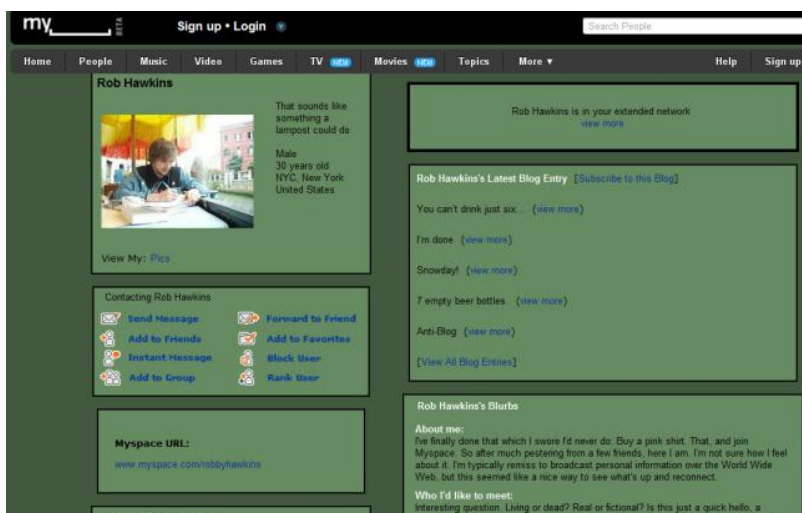 my_____ BETA
Sign up • Login
Search People
Home People Music Video Games TV NEW Movies NEW Topics More ▾ Help Sign up
Rob Hawkins
That sounds like
something a
lampost could do
Male
30 years old
NYC, New York
United States
View My: Pics
Contacting Rob Hawkins
Send Message Forward to Friend
Add to Friends Add to Favorites
Instant Message Block User
Add to Group Rank User
Myspace URL:
www.myspace.com/robbyhawkins
Rob Hawkins is in your extended network
view more
Rob Hawkins's Latest Blog Entry [Subscribe to this Blog]
You can't drink just six... (view more)
I'm done (view more)
Snowday! (view more)
7 empty beer bottles. (view more)
Anti-Blog (view more)
[View All Blog Entries]
Rob Hawkins's Blurbs
About me:
I've finally done that which I swore I'd never do: Buy a pink shirt. That, and join
Myspace. So after much pestering from a few friends, here I am. I'm not sure how I feel
about it. I'm typically remiss to broadcast personal information over the World Wide
Web, but this seemed like a nice way to see what's up and reconnect.
Who I'd like to meet:
Interesting question. Living or dead? Real or fictional? Is this just a quick hello, a